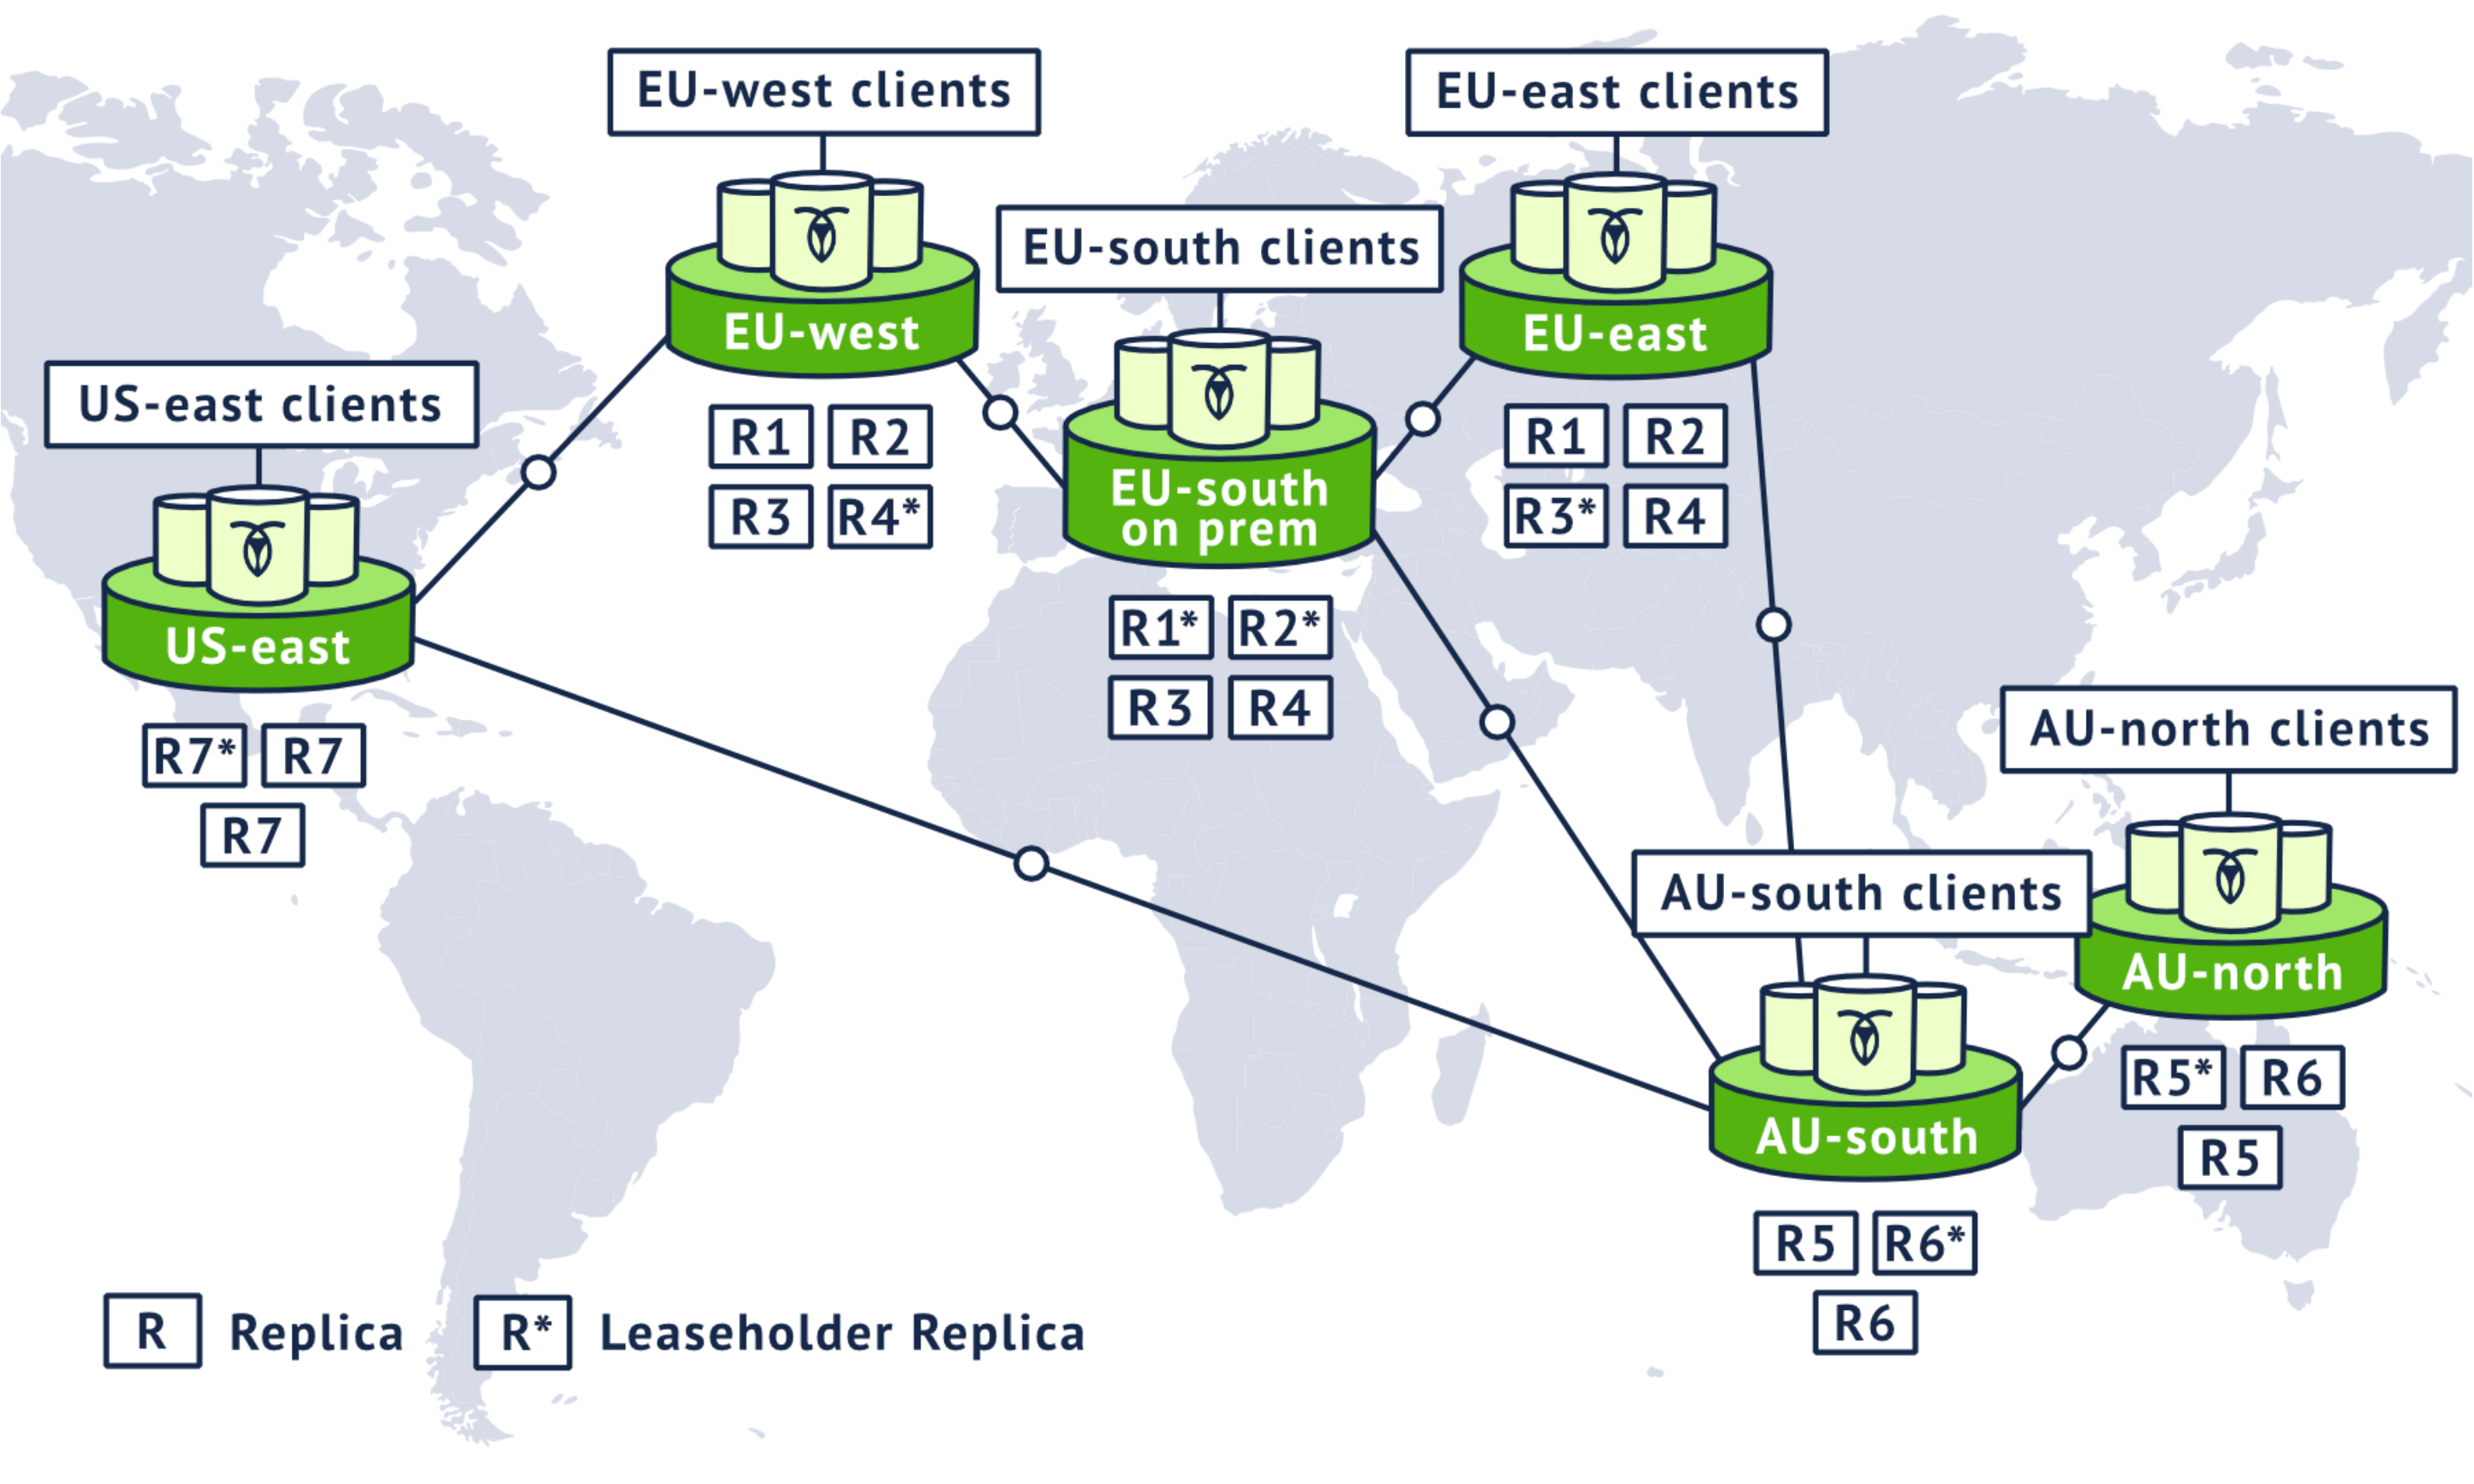 EU-west clients
EU-east clients
EU-south clients
EU-west
EU-east
US-east clients
R1 R2
R3 R4*
R1 R2
R3* R4
EU-south
on prem
US-east
R1* R2*
R3 R4
R7* R7
R7
AU-north clients
AU-south clients
AU-north
R5* R6
R5
AU-south
R5 R6*
R6
R Replica R* Leaseholder Replica